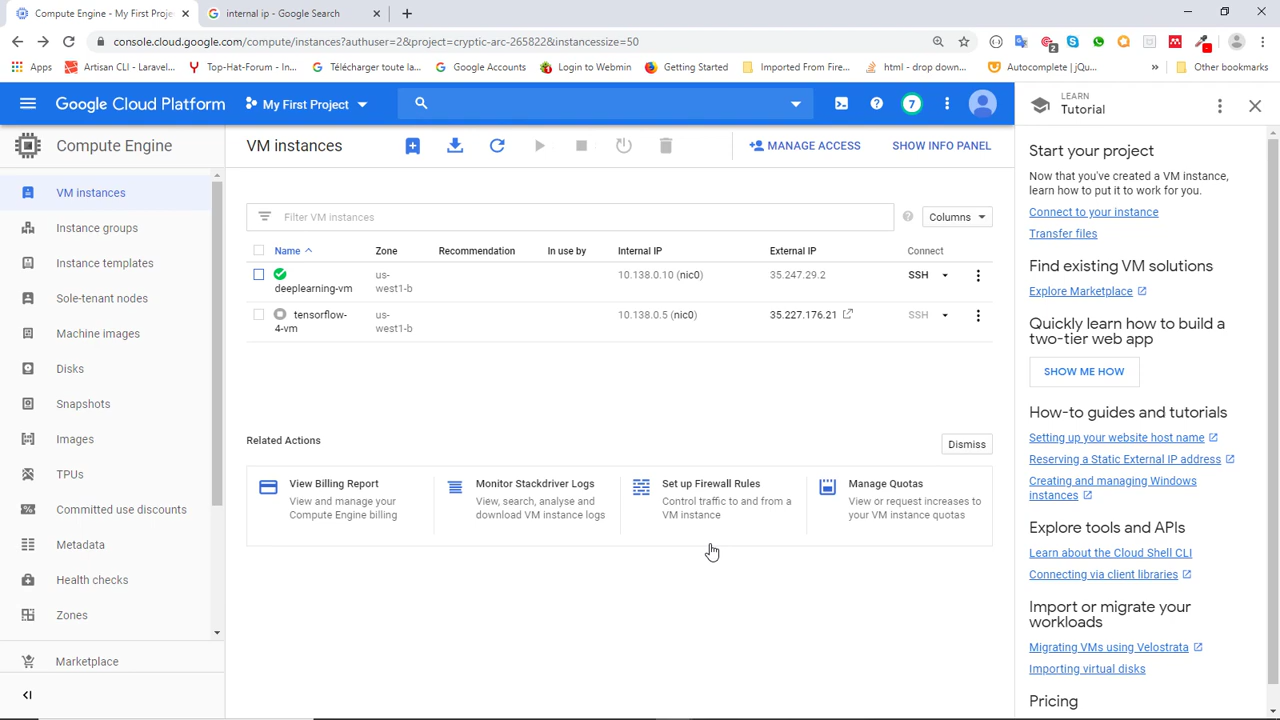 Compute Engine - My First Proje
internal ip - Google Search
console.cloud.google.com/compute/instances?authuser=2&project=cryptic-arc-265822&instancessize=50
2
Apps
Artisan CLI - Laravel...
Top-Hat-Forum - In...
Télécharger toute la...
Google Accounts
Login to Webmin
Getting Started
Imported From Fire...
html - drop down...
Autocomplete | jQu...
»
Other bookmarks
Google Cloud Platform
My First Project
7
LEARN
Tutorial
Compute Engine
VM instances
MANAGE ACCESS
SHOW INFO PANEL
VM instances
Instance groups
Instance templates
Sole-tenant nodes
Machine images
Disks
Snapshots
Images
TPUs
Committed use discounts
Metadata
Health checks
Zones
Marketplace
Filter VM instances
Columns
Name
Zone
Recommendation
In use by
Internal IP
External IP
Connect
deeplearning-vm
us-
west1-b
10.138.0.10 (nic0)
35.247.29.2
SSH
tensorflow-
4-vm
us-
west1-b
10.138.0.5 (nic0)
35.227.176.21
SSH
Related Actions
Dismiss
View Billing Report
View and manage your
Compute Engine billing
Monitor Stackdriver Logs
View, search, analyse and
download VM instance logs
Set up Firewall Rules
Control traffic to and from a
VM instance
Manage Quotas
View or request increases to
your VM instance quotas
Start your project
Now that you've created a VM instance,
learn how to put it to work for you.
Connect to your instance
Transfer files
Find existing VM solutions
Explore Marketplace
Quickly learn how to build a
two-tier web app
SHOW ME HOW
How-to guides and tutorials
Setting up your website host name
Reserving a Static External IP address
Creating and managing Windows
instances
Explore tools and APIs
Learn about the Cloud Shell CLI
Connecting via client libraries
Import or migrate your
workloads
Migrating VMs using Velostrata
Importing virtual disks
Pricing